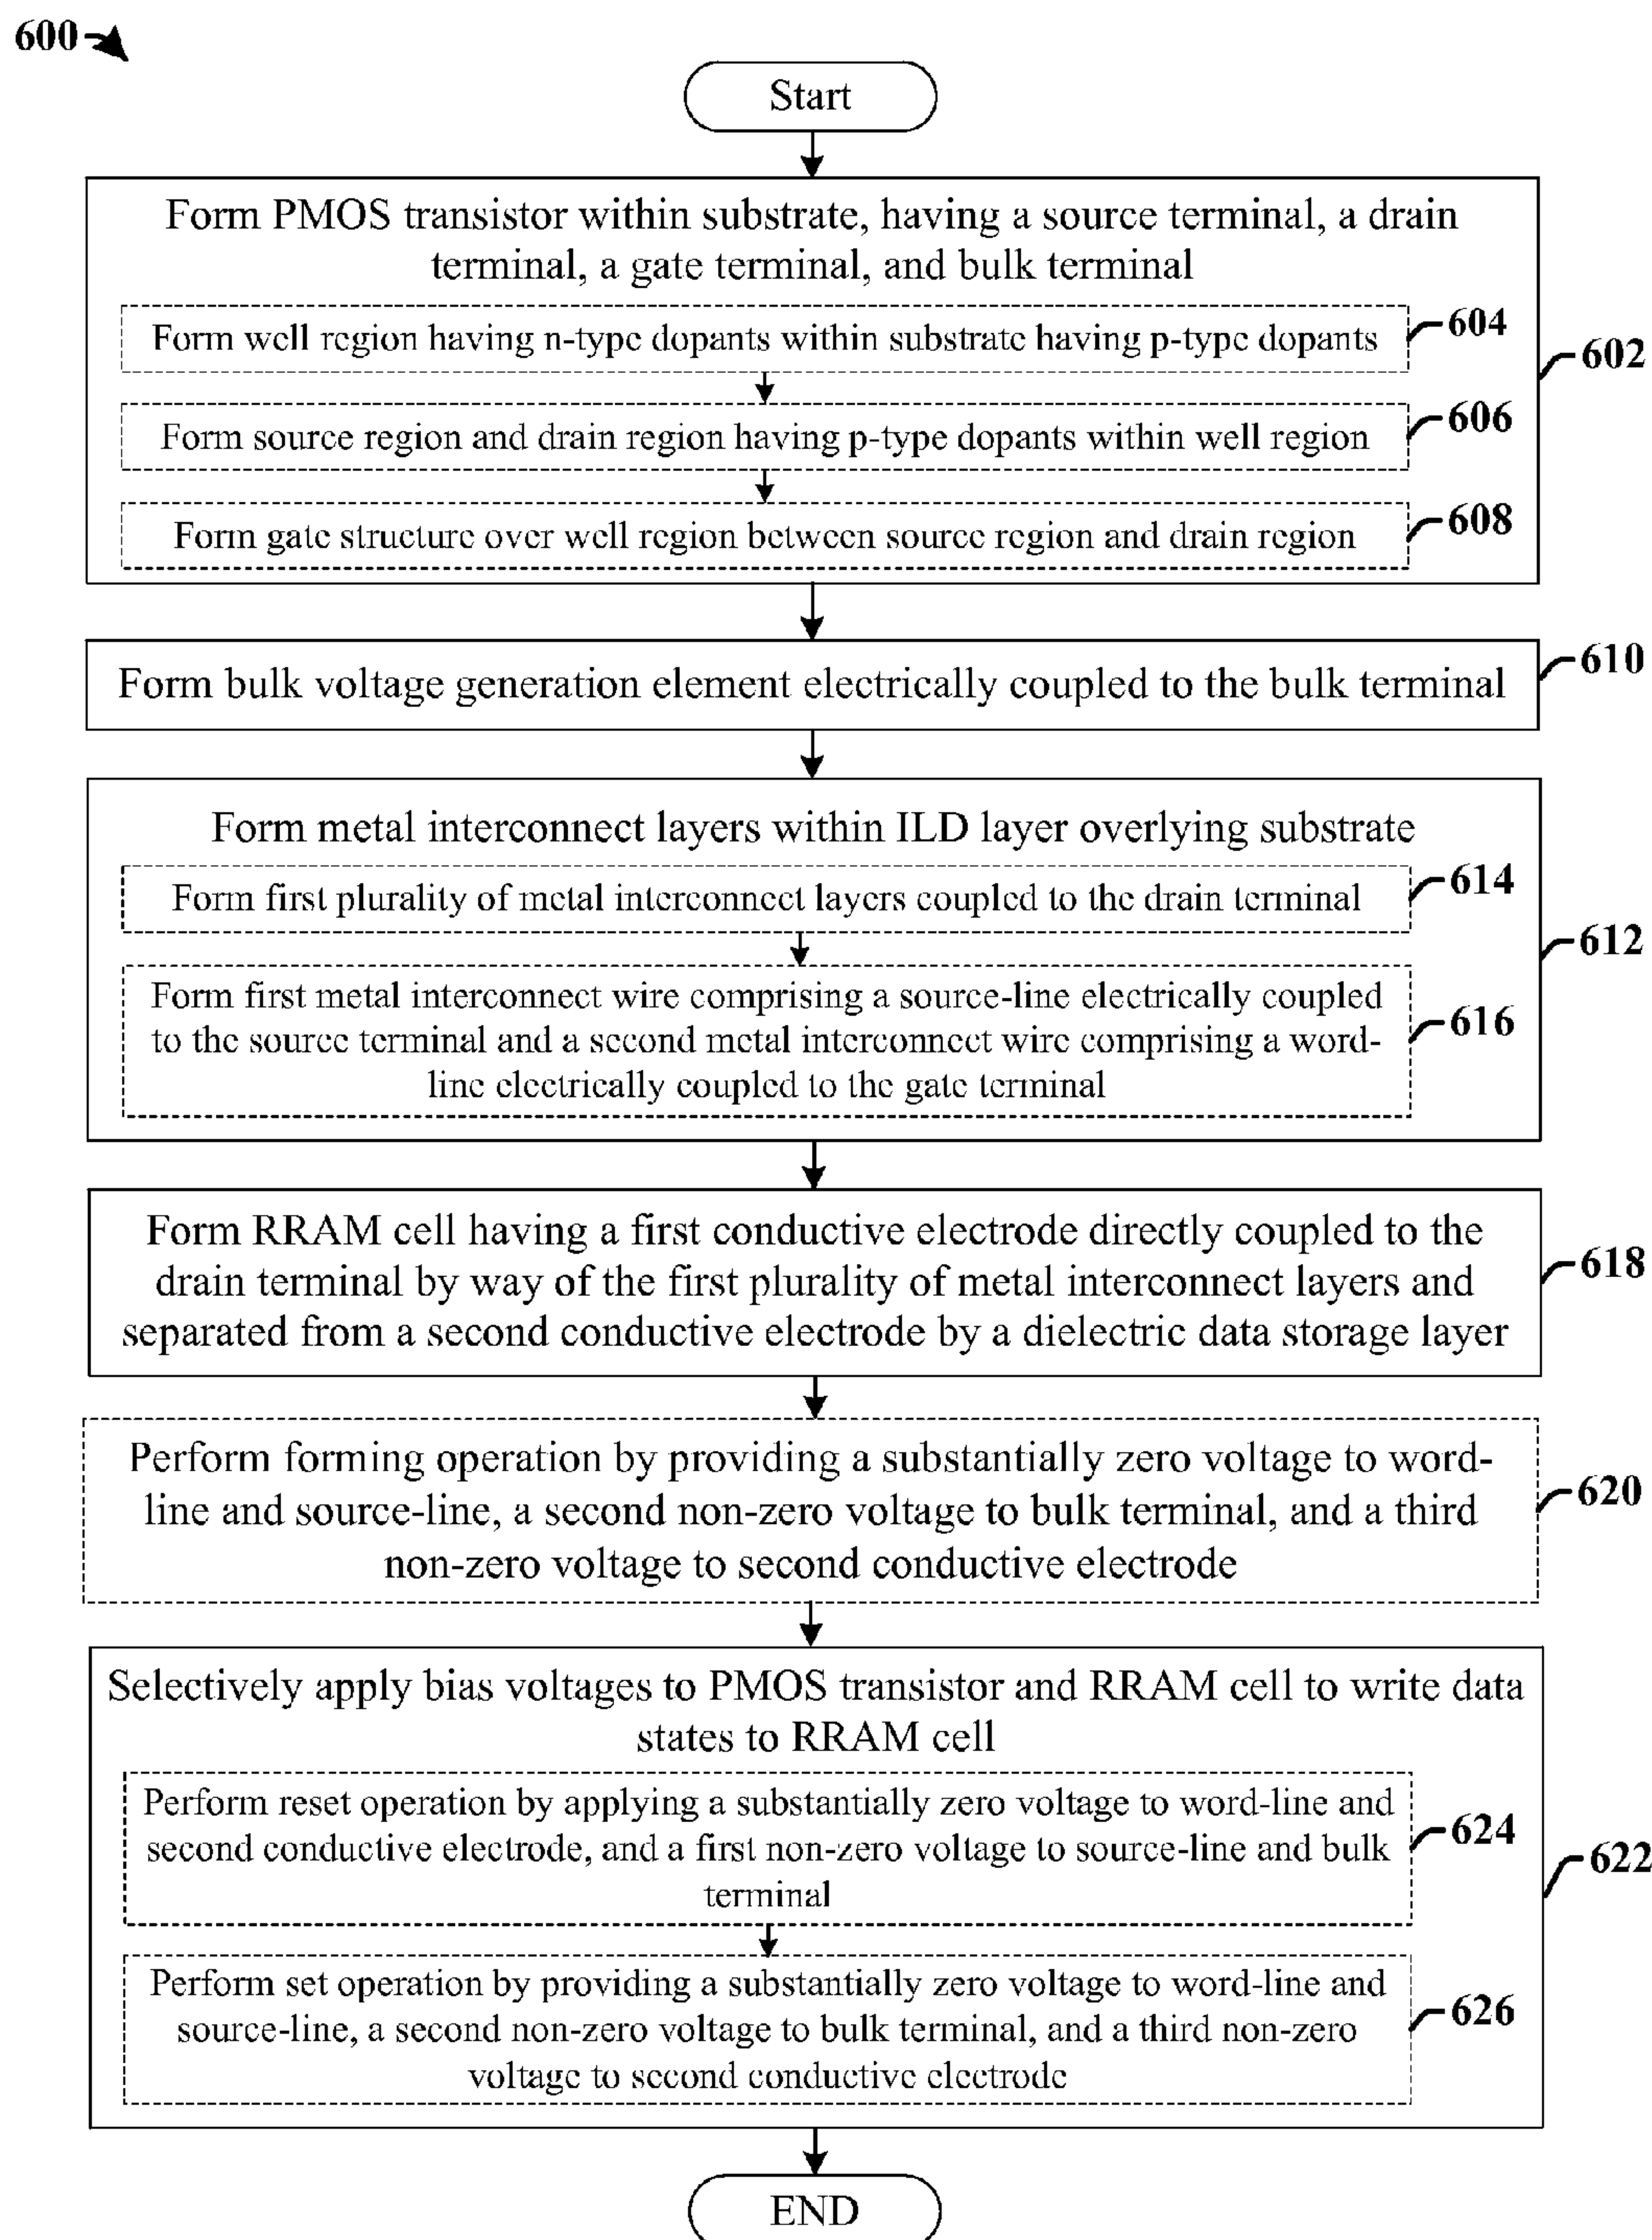 600
Start
Form PMOS transistor within substrate, having a source terminal, a drain
terminal, a gate terminal, and bulk terminal
Form well region having n-type dopants within substrate having p-type dopants
604
602
Form source region and drain region having p-type dopants within well region
606
Form gate structure over well region between source region and drain region
608
Form bulk voltage generation element electrically coupled to the bulk terminal
610
Form metal interconnect layers within ILD layer overlying substrate
Form first plurality of metal interconnect layers coupled to the drain terminal
614
612
Form first metal interconnect wire comprising a source-line electrically coupled
to the source terminal and a second metal interconnect wire comprising a word-
line electrically coupled to the gate terminal
616
Form RRAM cell having a first conductive electrode directly coupled to the
drain terminal by way of the first plurality of metal interconnect layers and
separated from a second conductive electrode by a dielectric data storage layer
618
Perform forming operation by providing a substantially zero voltage to word-
line and source-line, a second non-zero voltage to bulk terminal, and a third
non-zero voltage to second conductive electrode
620
Selectively apply bias voltages to PMOS transistor and RRAM cell to write data
states to RRAM cell
Perform reset operation by applying a substantially zero voltage to word-line and
second conductive electrode, and a first non-zero voltage to source-line and bulk
terminal
624
622
Perform set operation by providing a substantially zero voltage to word-line and
source-line, a second non-zero voltage to bulk terminal, and a third non-zero
voltage to second conductive electrode
626
END